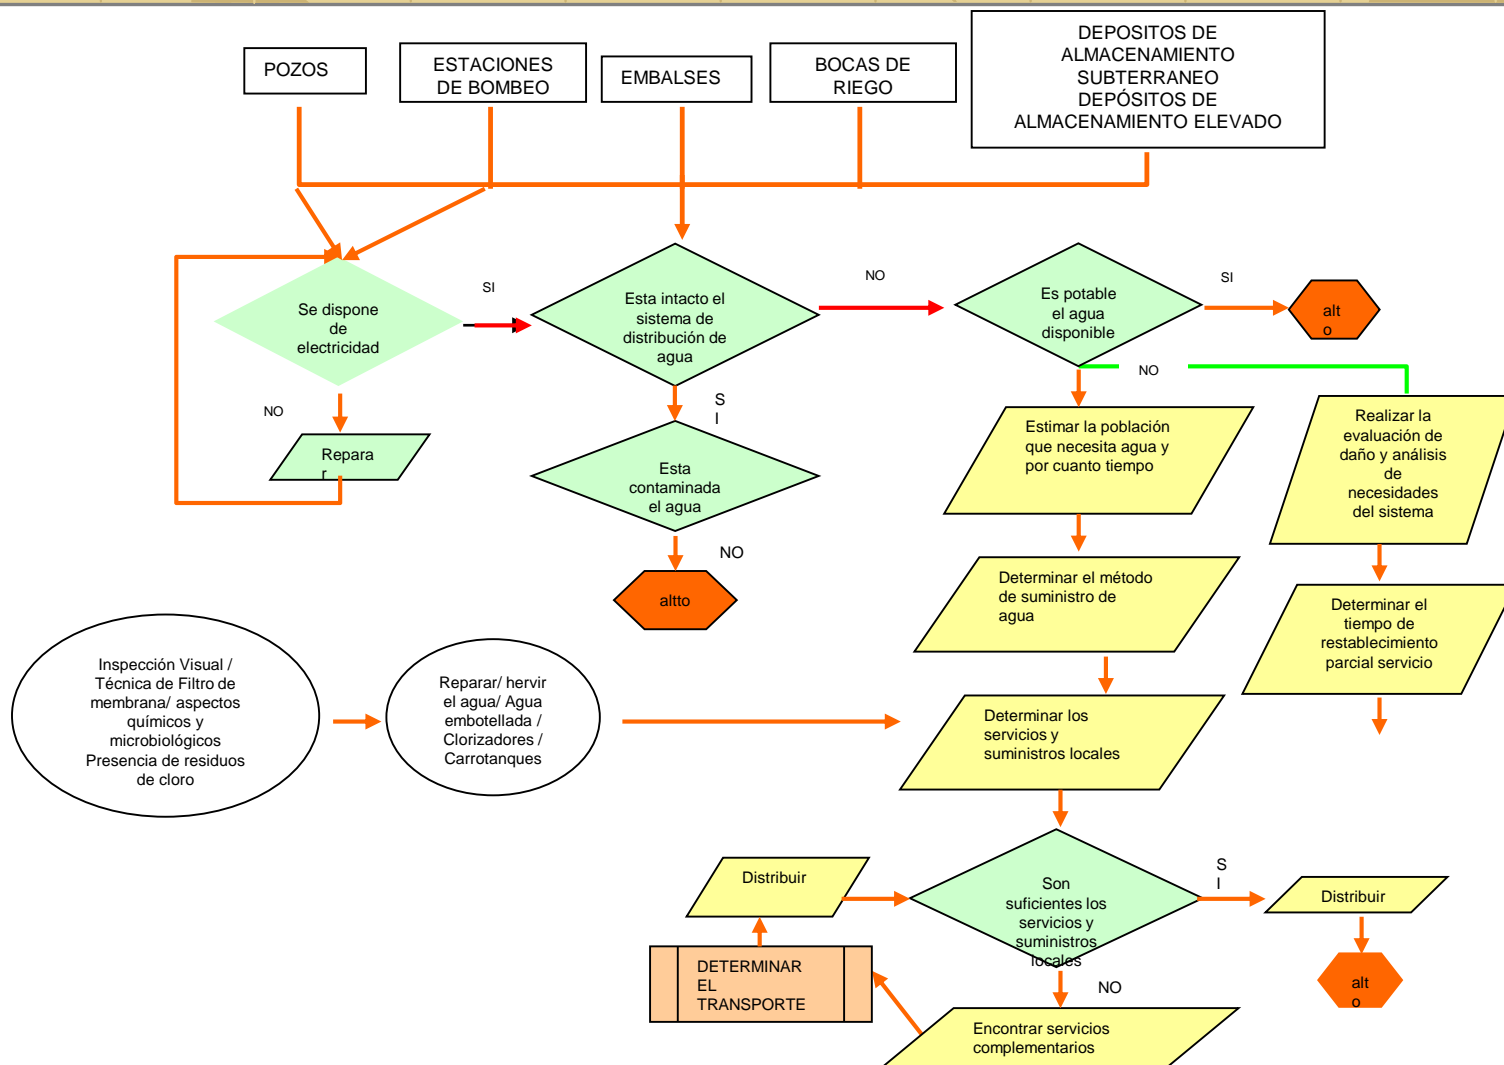 POZOS
ESTACIONES
DE BOMBEO
EMBALSES
BOCAS DE
RIEGO
DEPOSITOS DE
ALMACENAMIENTO
SUBTERRANEO
DEPÓSITOS DE
ALMACENAMIENTO ELEVADO
Se dispone
de
electricidad
SI
Esta intacto el
sistema de
distribución de
agua
NO
Es potable
el agua
disponible
SI
alt
o
NO
Repara
r
S
I
Esta
contaminada
el agua
NO
altto
NO
Estimar la población
que necesita agua y
por cuanto tiempo
Realizar la
evaluación de
daño y análisis
de
necesidades
del sistema
Determinar el método
de suministro de
agua
Determinar el
tiempo de
restablecimiento
parcial servicio
Inspección Visual /
Técnica de Filtro de
membrana/ aspectos
químicos y
microbiológicos
Presencia de residuos
de cloro
Reparar/ hervir
el agua/ Agua
embotellada /
Clorizadores /
Carrotanques
Determinar los
servicios y
suministros locales
Distribuir
Son
suficientes los
servicios y
suministros
locales
S
I
Distribuir
alt
o
DETERMINAR
EL
TRANSPORTE
NO
Encontrar servicios
complementarios